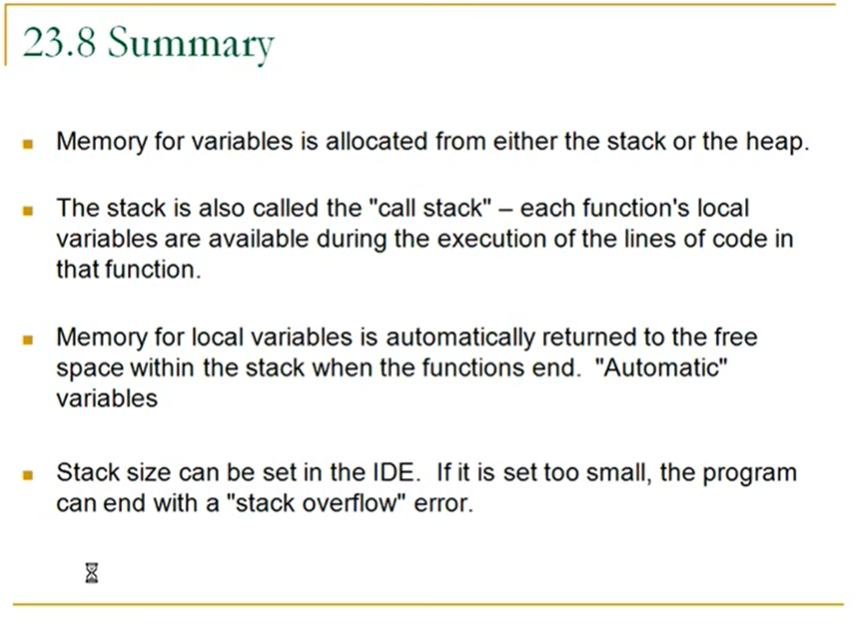 23.8 Summary
Memory for variables is allocated from either the stack or the heap.
The stack is also called the "call stack" – each function's local
variables are available during the execution of the lines of code in
that function.
Memory for local variables is automatically returned to the free
space within the stack when the functions end.  "Automatic"
variables
Stack size can be set in the IDE.  If it is set too small, the program
can end with a "stack overflow" error.